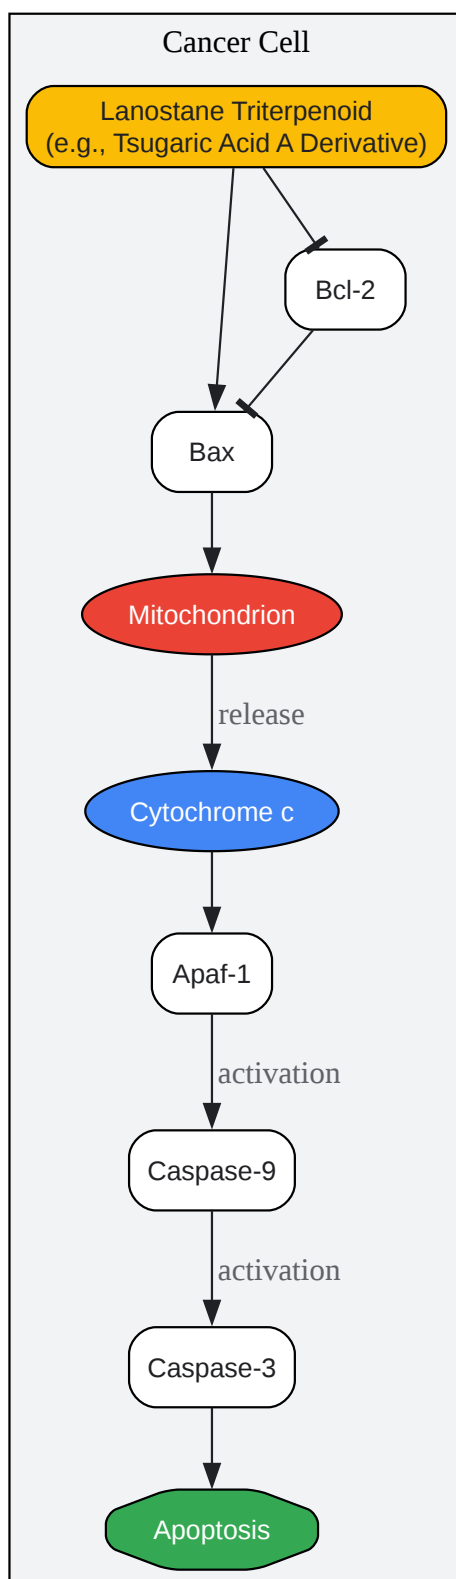 Cancer Cell
Lanostane Triterpenoid
(e.g., Tsugaric Acid A Derivative)
Bcl-2
Bax
Mitochondrion
release
Cytochrome c
Apaf-1
activation
Caspase-9
activation
Caspase-3
Apoptosis